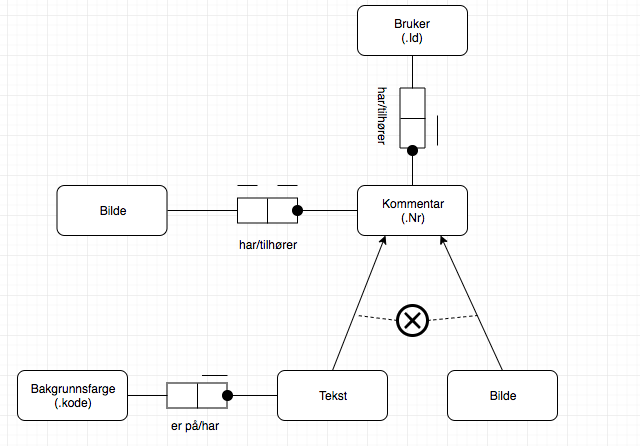 Bruker
(.Id)
har/tilhører
Bilde
Kommentar
(.Nr)
har/tilhører
Bakgrunnsfarge
(.kode)
Tekst
Bilde
er på/har